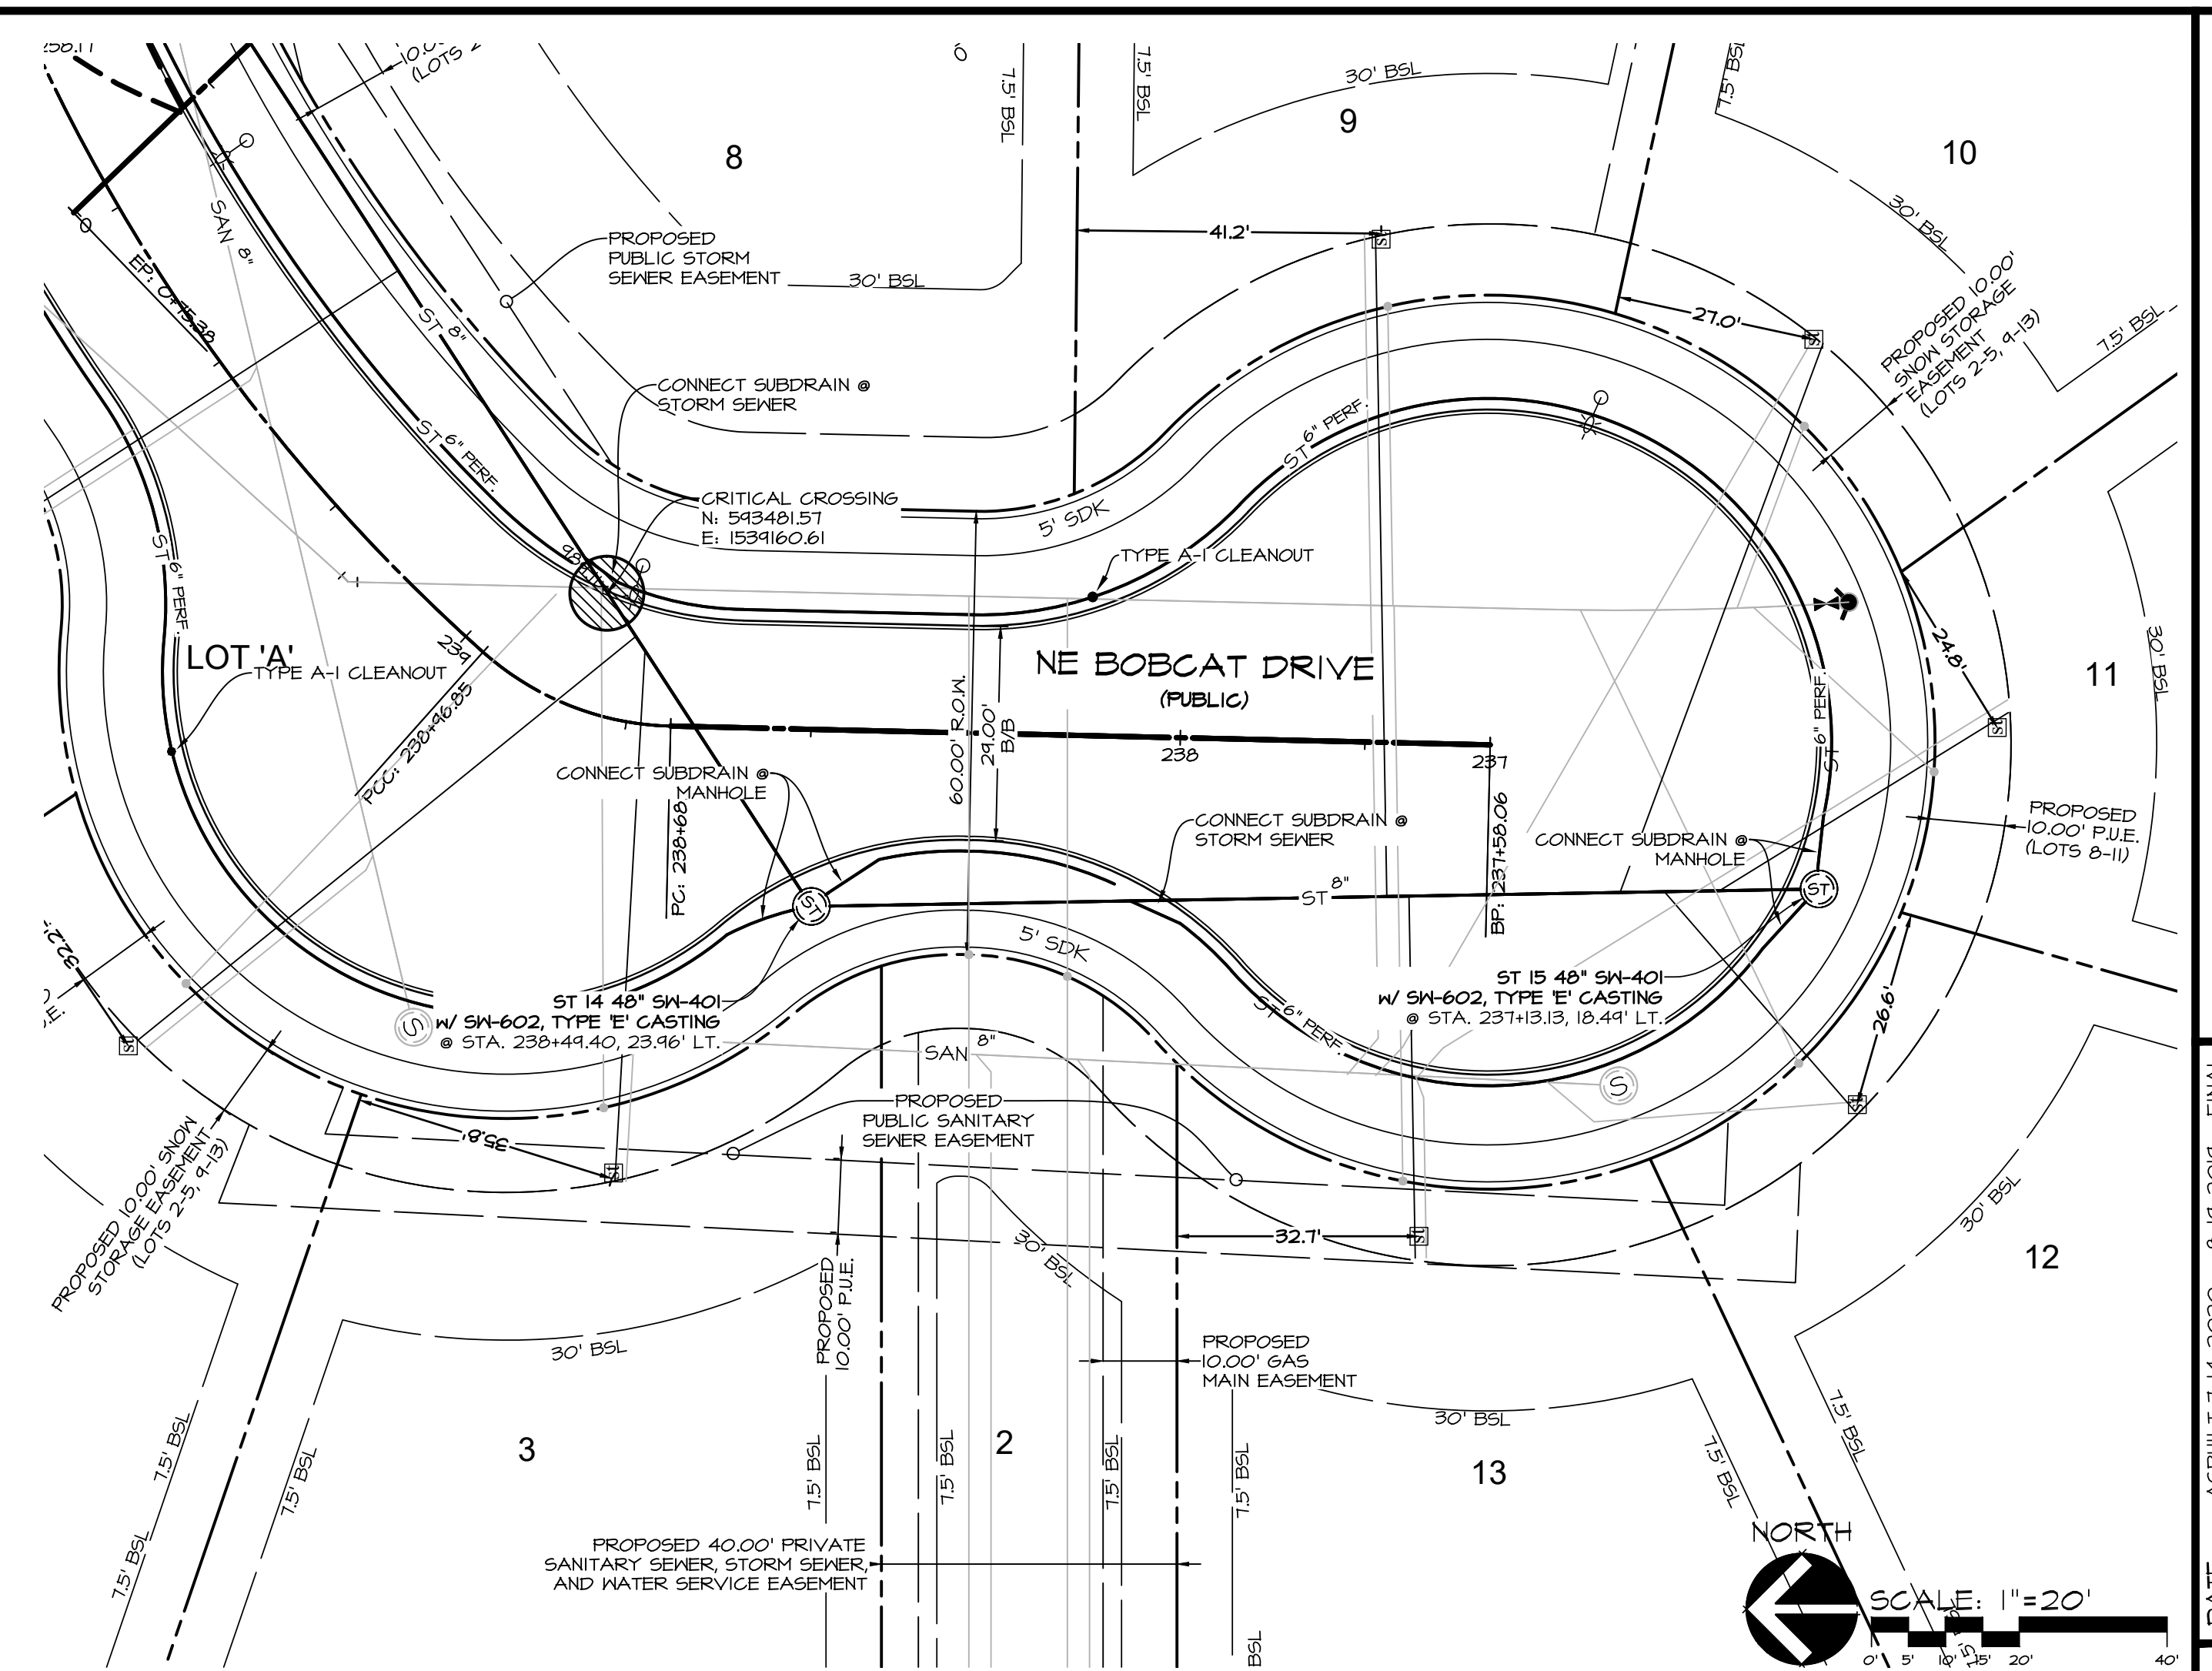 8
9
10
30' BSL
7.5' BSL
7.5' BSL
7.5' BSL
30' BSL
(LOTS
SAN 8"
EP: 0+75.38
PROPOSED
PUBLIC STORM
SEWER EASEMENT
30' BSL
41.2'
27.0'
PROPOSED 10.00'
SNOW STORAGE
EASEMENT
(LOTS 2-5, 9-13)
7.5' BSL
ST 8"
CONNECT SUBDRAIN @
STORM SEWER
ST 6" PERF.
ST 6" PERF.
CRITICAL CROSSING
N: 593481.57
E: 1539160.61
5' SDK
TYPE A-1 CLEANOUT
ST 6" PERF.
LOT 'A'
TYPE A-1 CLEANOUT
239
PCC: 238+96.85
NE BOBCAT DRIVE
(PUBLIC)
60.00' R.O.W.
29.00'
B/B
238
237
24.8'
30' BSL
11
ST 6" PERF.
CONNECT SUBDRAIN @
MANHOLE
PC: 238+68
CONNECT SUBDRAIN @
STORM SEWER
BP: 237+58.06
CONNECT SUBDRAIN @
MANHOLE
PROPOSED
10.00' P.U.E.
(LOTS 8-11)
ST
ST 8"
ST
5' SDK
32.2'
ST 14 48" SW-401
W/ SW-602, TYPE 'E' CASTING
@ STA. 238+49.40, 23.96' LT.
ST 15 48" SW-401
W/ SW-602, TYPE 'E' CASTING
@ STA. 237+13.13, 18.49' LT.
S
ST 6" PERF.
26.6'
SAN 8"
S
PROPOSED
PUBLIC SANITARY
SEWER EASEMENT
35.8'
PROPOSED 10.00' SNOW
STORAGE EASEMENT
(LOTS 2-5, 9-13)
30' BSL
32.7'
30' BSL
12
PROPOSED
10.00' P.U.E.
30' BSL
PROPOSED
10.00' GAS
MAIN EASEMENT
30' BSL
7.5' BSL
7.5' BSL
3
7.5' BSL
7.5' BSL
2
7.5' BSL
7.5' BSL
13
7.5' BSL
7.5' BSL
7.5' BSL
PROPOSED 40.00' PRIVATE
SANITARY SEWER, STORM SEWER,
AND WATER SERVICE EASEMENT
BSL
NORTH
SCALE: 1"=20'
0' 5' 10' 15' 20' 40'
DATE